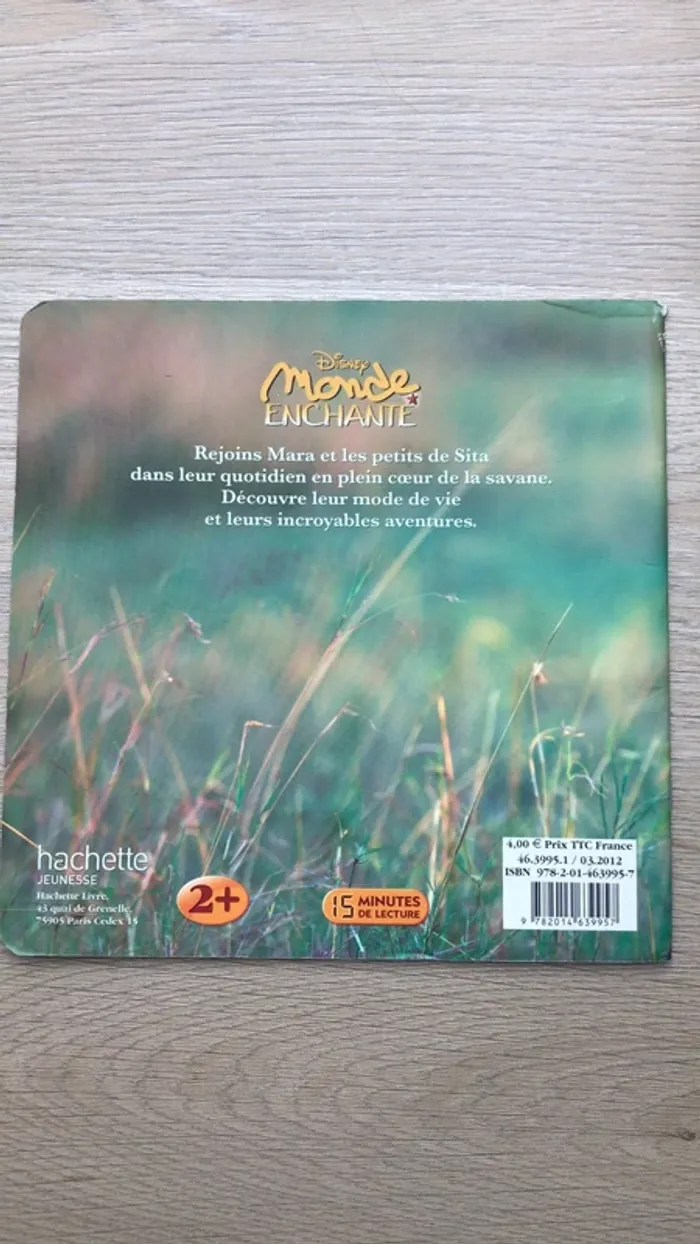 Disney
Monde
ENCHANTÉ
Rejoins Mara et les petits de Sita
dans leur quotidien en plein cœur de la savane.
Découvre leur mode de vie
et leurs incroyables aventures.
hachette
JEUNESSE
Hachette Livre,
43 quai de Grenelle,
75905 Paris Cedex 15
2+
15 MINUTES
DE LECTURE
4,00 € Prix TTC France
46.3995.1 / 03.2012
ISBN 978-2-01-463995-7
9 782014 639957